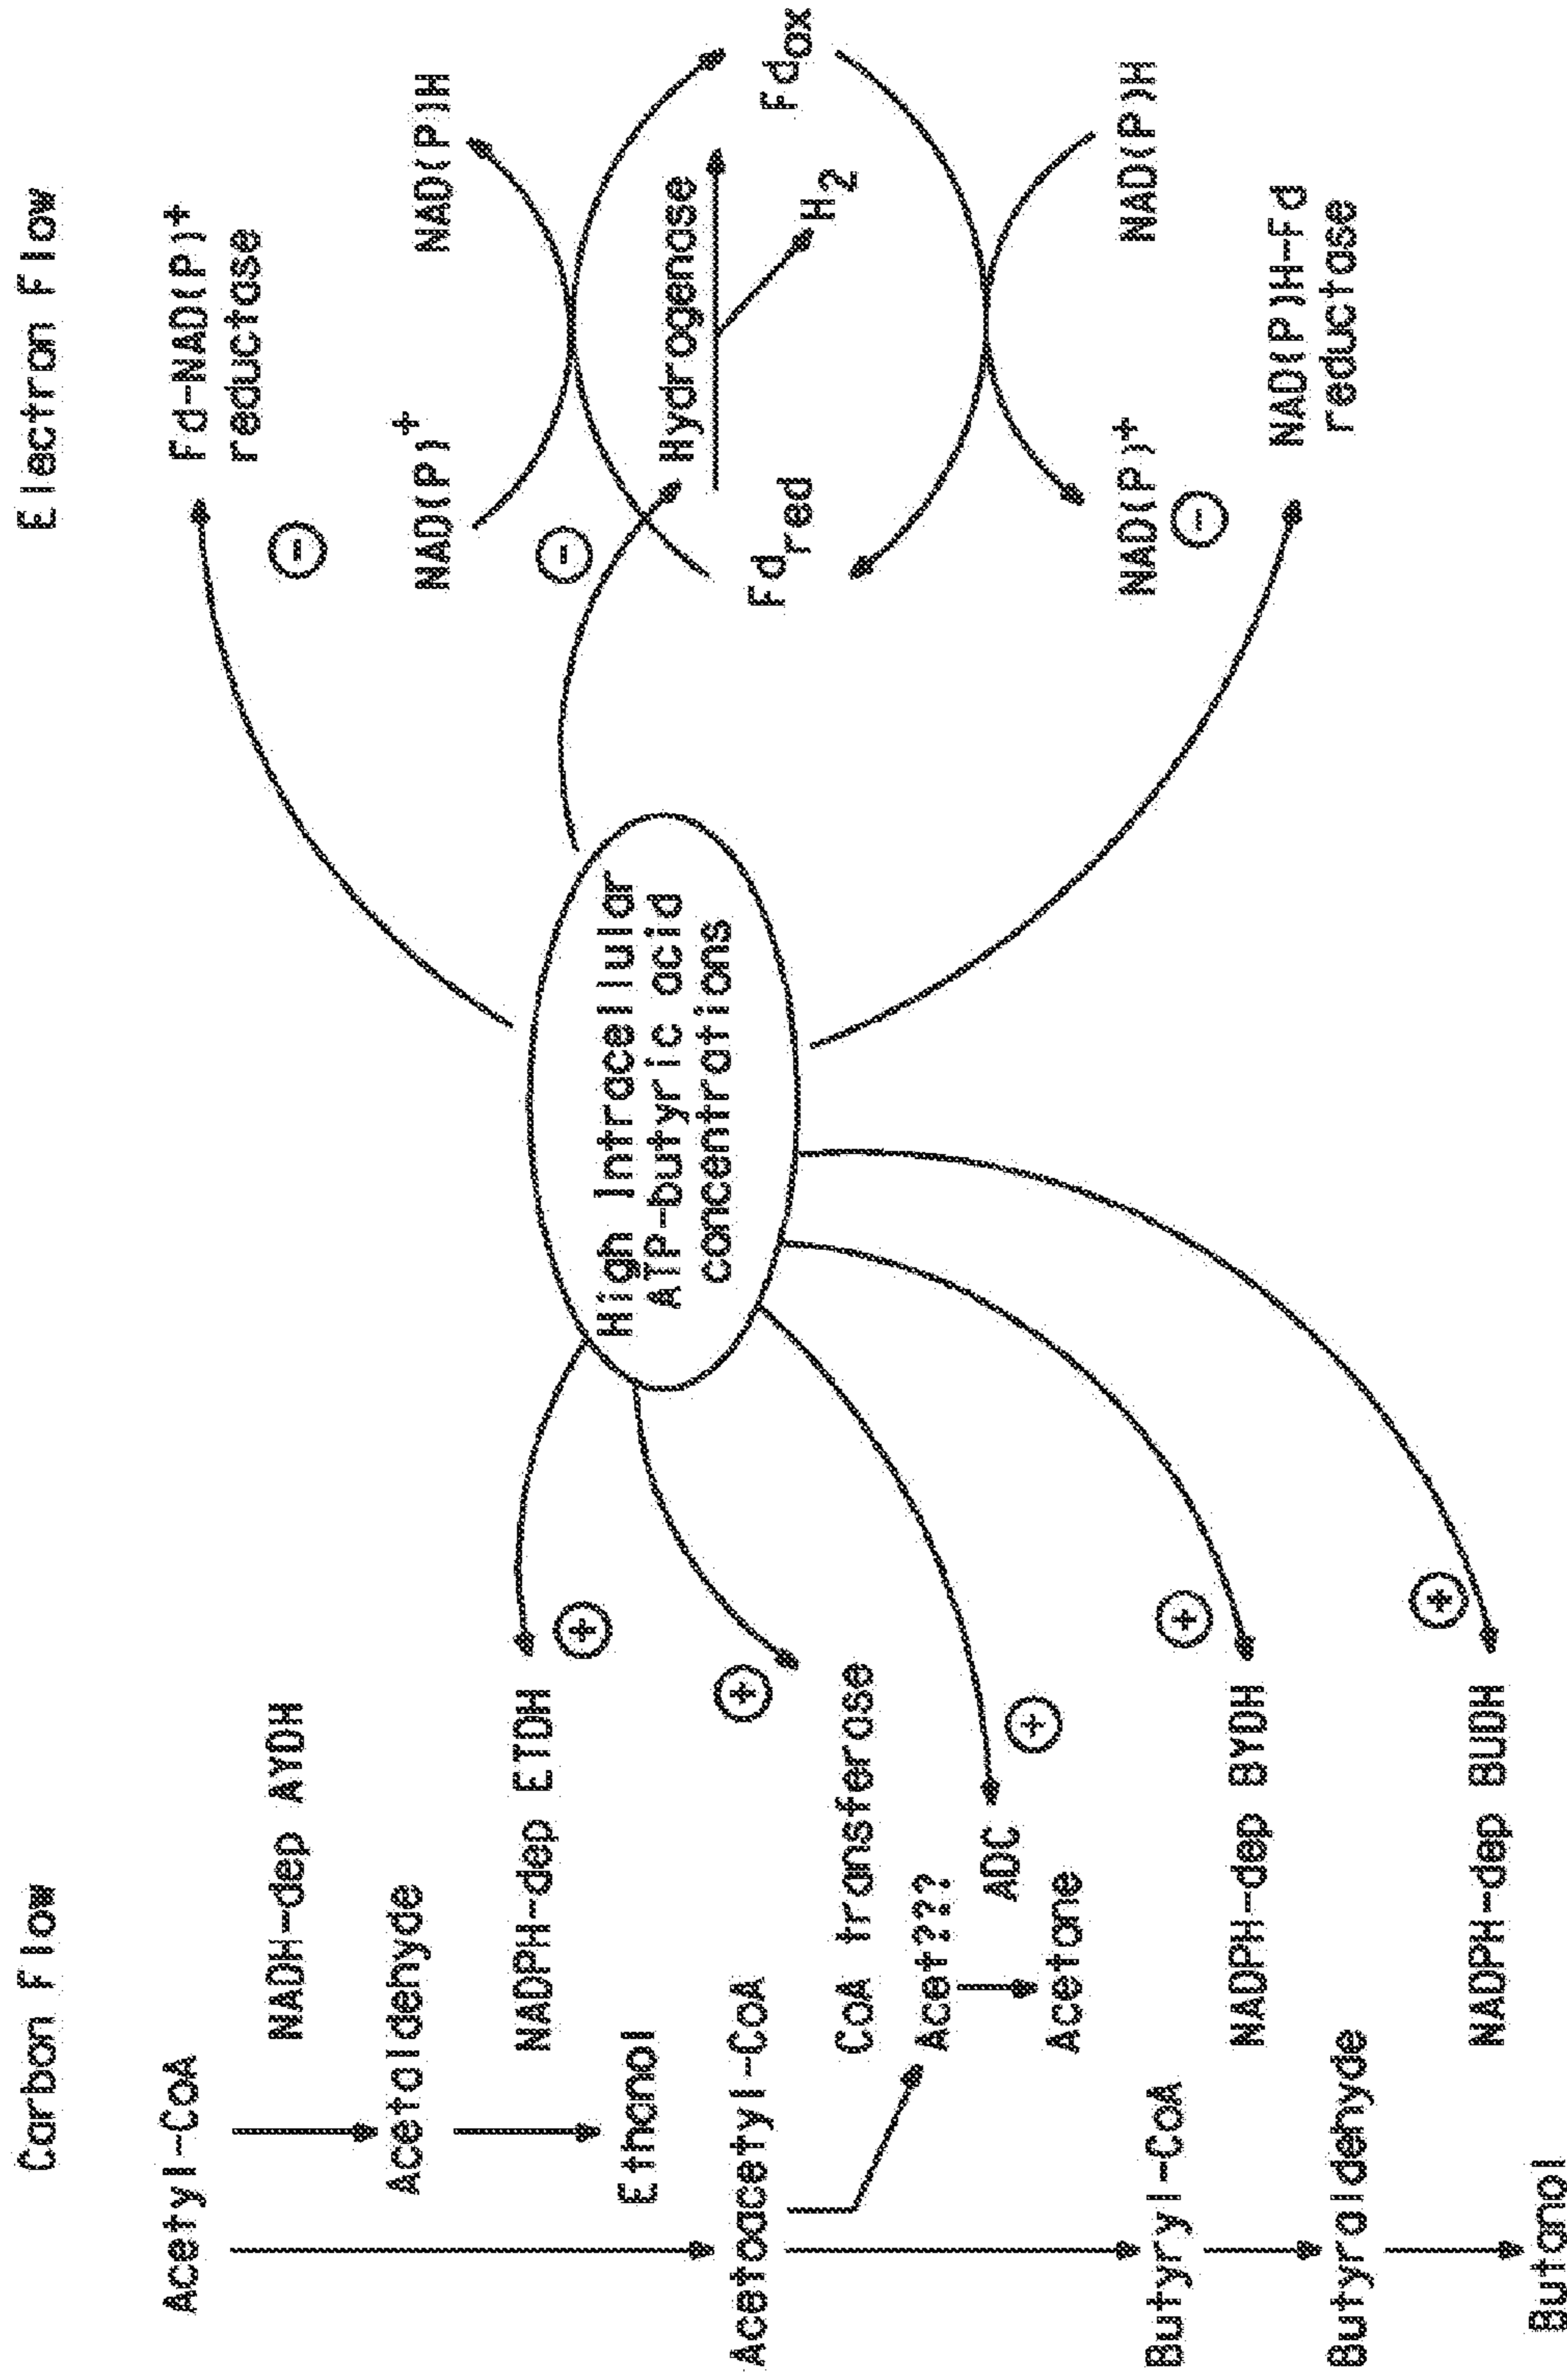 Carbon Flow
Electron Flow
Acetyl-CoA
NADH-dep AYDH
Acetaldehyde
NADPH-dep ETDH
Ethanol
Acetoacetyl-CoA
CoA transferase
Acet???
ADC
Acetone
Butyryl-CoA
NADPH-dep BYDH
Butyraldehyde
NADPH-dep BUDH
Butanol
+
+
+
+
+
High Intracellular
ATP-butyric acid
concentrations
Fd-NAD(P)+
reductase
-
NAD(P)+
NAD(P)H
-
Hydrogenase
H2
Fdred
Fdox
NAD(P)+
NAD(P)H
-
NAD(P)H-Fd
reductase